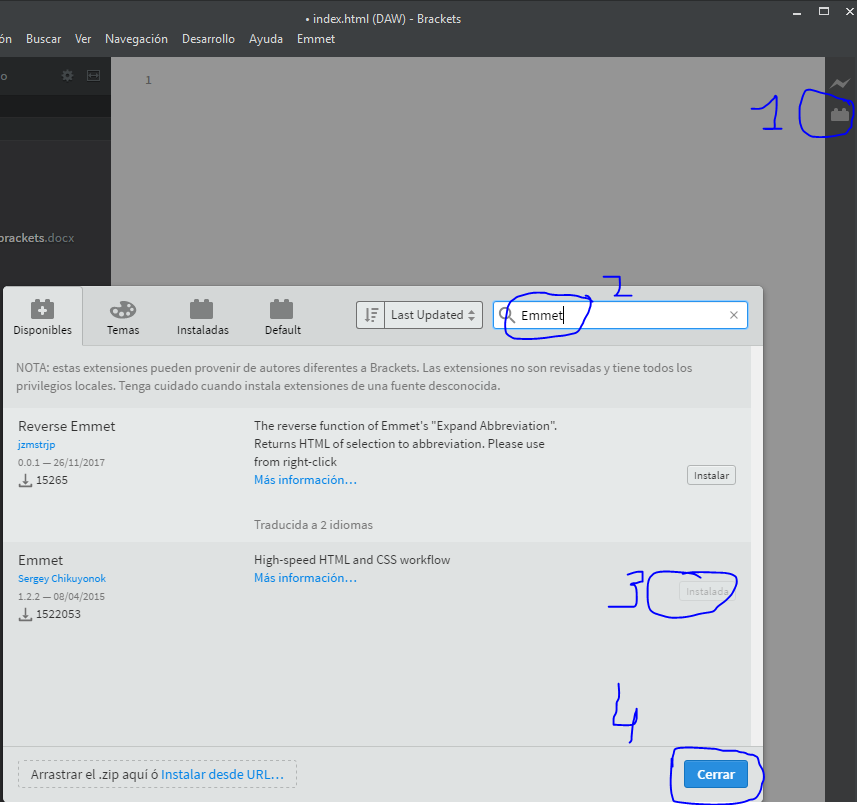 • index.html (DAW) - Brackets
ón Buscar Ver Navegación Desarrollo Ayuda Emmet
o
1
1
brackets.docx
2
Disponibles Temas Instaladas Default Last Updated Emmet
NOTA: estas extensiones pueden provenir de autores diferentes a Brackets. Las extensiones no son revisadas y tiene todos los
privilegios locales. Tenga cuidado cuando instala extensiones de una fuente desconocida.
Reverse Emmet
jzmstrjp
0.0.1 — 26/11/2017
15265
The reverse function of Emmet's "Expand Abbreviation".
Returns HTML of selection to abbreviation. Please use
from right-click
Más información…
Instalar
Traducida a 2 idiomas
Emmet
Sergey Chikuyonok
1.2.2 — 08/04/2015
1522053
High-speed HTML and CSS workflow
Más información…
3
Instalada
4
Arrastrar el .zip aquí ó Instalar desde URL…
Cerrar